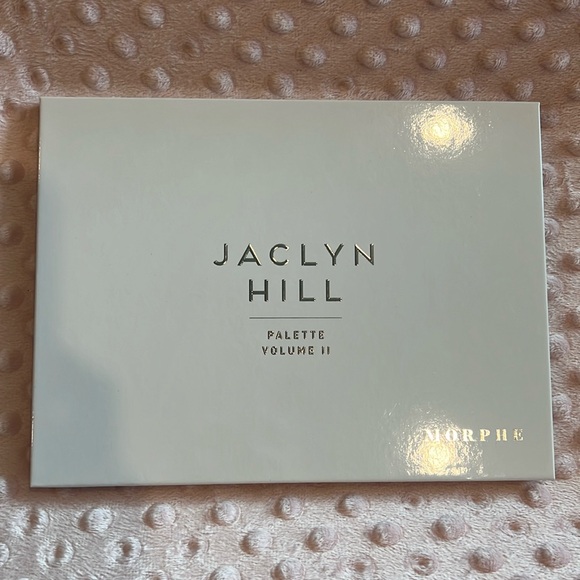 JACLYN
HILL
PALETTE
VOLUME II
MORPHE